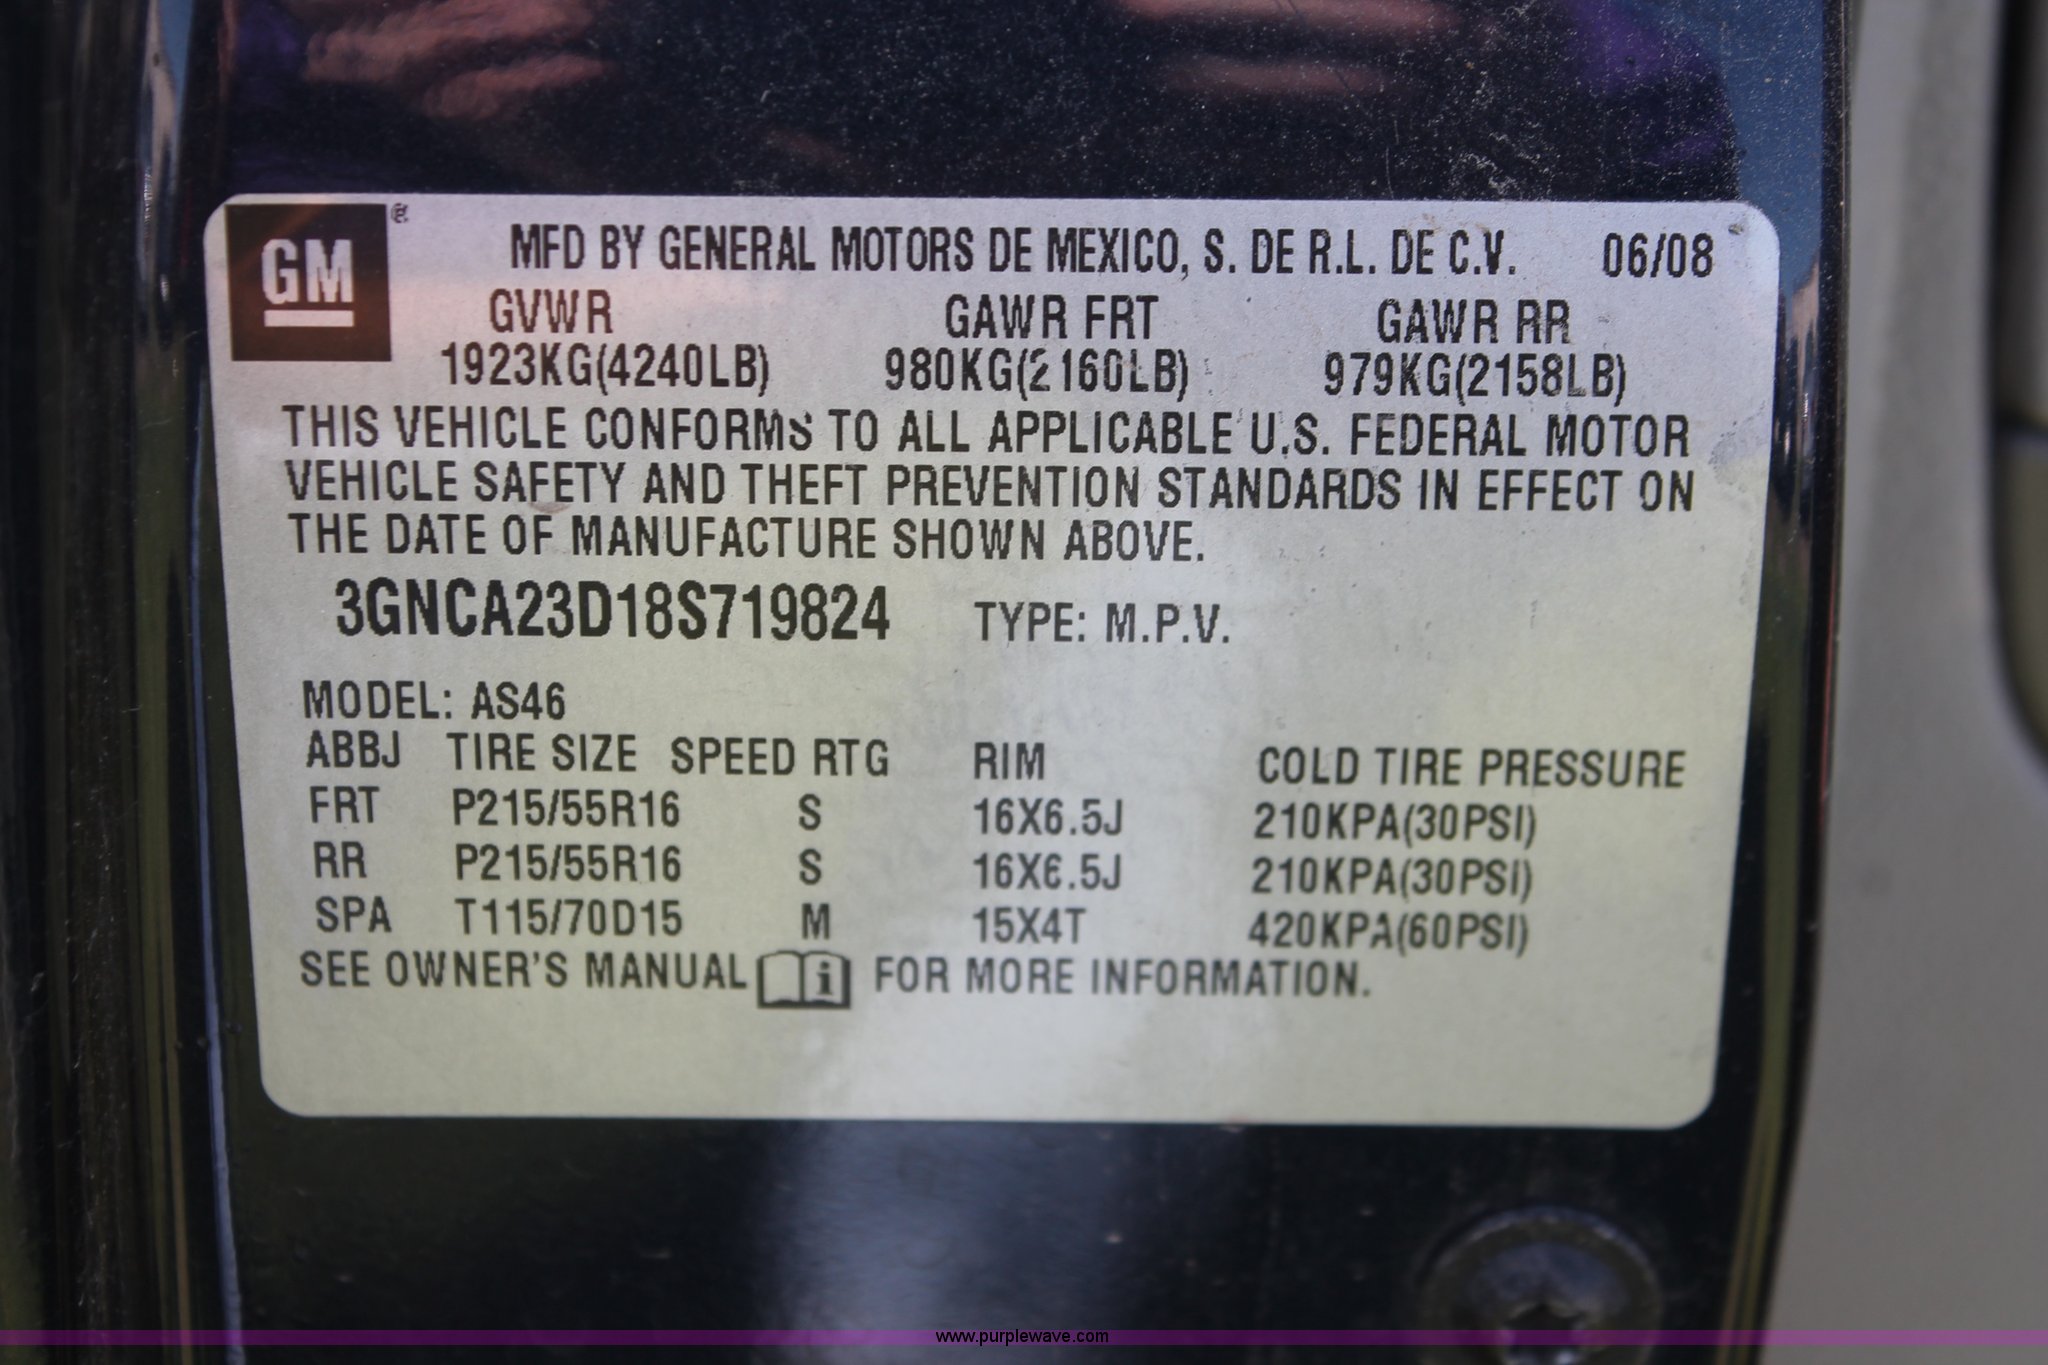 GM
MFD BY GENERAL MOTORS DE MEXICO, S. DE R.L. DE C.V. 06/08
GVWR GAWR FRT GAWR RR
1923KG(4240LB) 980KG(2160LB) 979KG(2158LB)
THIS VEHICLE CONFORMS TO ALL APPLICABLE U.S. FEDERAL MOTOR
VEHICLE SAFETY AND THEFT PREVENTION STANDARDS IN EFFECT ON
THE DATE OF MANUFACTURE SHOWN ABOVE.
3GNCA23D18S719824 TYPE: M.P.V.
MODEL: AS46
ABBJ TIRE SIZE SPEED RTG RIM COLD TIRE PRESSURE
FRT P215/55R16 S 16X6.5J 210KPA(30PSI)
RR P215/55R16 S 16X6.5J 210KPA(30PSI)
SPA T115/70D15 M 15X4T 420KPA(60PSI)
SEE OWNER'S MANUAL i FOR MORE INFORMATION.
www.purplewave.com